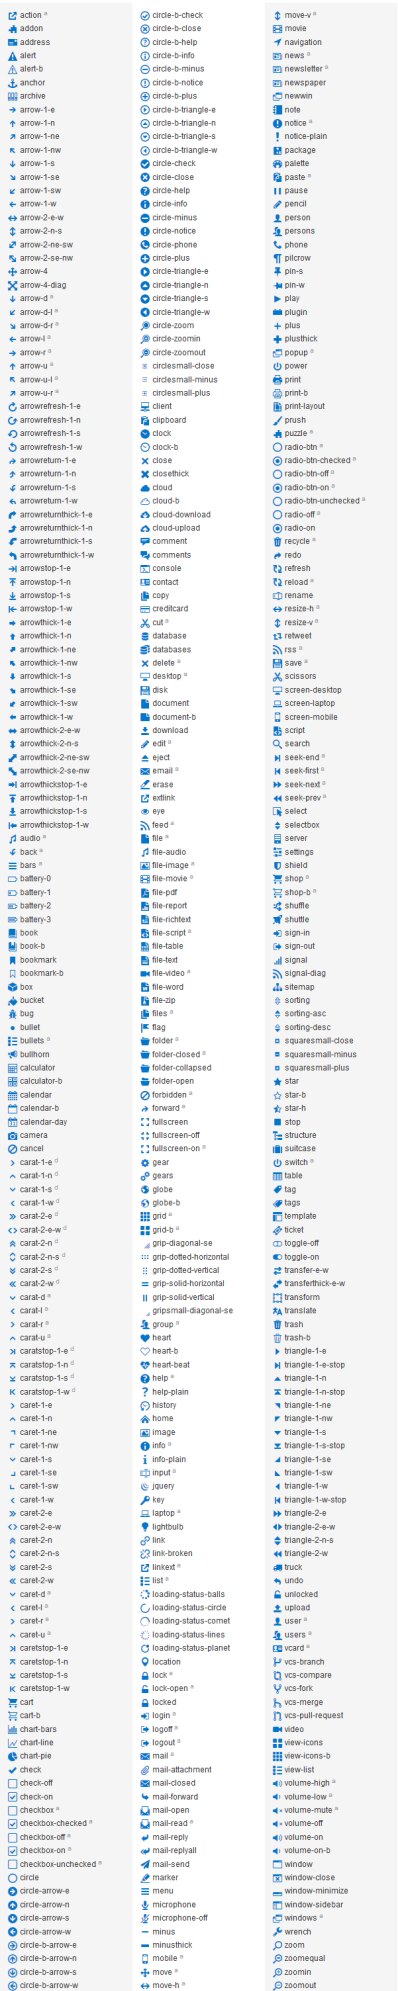 action a
addon
address
alert
alert-b
anchor
archive
arrow-1-e
arrow-1-n
arrow-1-ne
arrow-1-nw
arrow-1-s
arrow-1-se
arrow-1-sw
arrow-1-w
arrow-2-e-w
arrow-2-n-s
arrow-2-ne-sw
arrow-2-se-nw
arrow-4
arrow-4-diag
arrow-d a
arrow-d-l a
arrow-d-r a
arrow-l a
arrow-r a
arrow-u a
arrow-u-l a
arrow-u-r a
arrowrefresh-1-e
arrowrefresh-1-n
arrowrefresh-1-s
arrowrefresh-1-w
arrowreturn-1-e
arrowreturn-1-n
arrowreturn-1-s
arrowreturn-1-w
arrowreturnthick-1-e
arrowreturnthick-1-n
arrowreturnthick-1-s
arrowreturnthick-1-w
arrowstop-1-e
arrowstop-1-n
arrowstop-1-s
arrowstop-1-w
arrowthick-1-e
arrowthick-1-n
arrowthick-1-ne
arrowthick-1-nw
arrowthick-1-s
arrowthick-1-se
arrowthick-1-sw
arrowthick-1-w
arrowthick-2-e-w
arrowthick-2-n-s
arrowthick-2-ne-sw
arrowthick-2-se-nw
arrowthickstop-1-e
arrowthickstop-1-n
arrowthickstop-1-s
arrowthickstop-1-w
audio a
back a
bars a
battery-0
battery-1
battery-2
battery-3
book
book-b
bookmark
bookmark-b
box
bucket
bug
bullet
bullets a
bullhorn
calculator
calculator-b
calendar
calendar-b
calendar-day
camera
cancel
carat-1-e d
carat-1-n d
carat-1-s d
carat-1-w d
carat-2-e d
carat-2-e-w d
carat-2-n d
carat-2-n-s d
carat-2-s d
carat-2-w d
carat-d a
carat-l a
carat-r a
carat-u a
caratstop-1-e d
caratstop-1-n d
caratstop-1-s d
caratstop-1-w d
caret-1-e
caret-1-n
caret-1-ne
caret-1-nw
caret-1-s
caret-1-se
caret-1-sw
caret-1-w
caret-2-e
caret-2-e-w
caret-2-n
caret-2-n-s
caret-2-s
caret-2-w
caret-d a
caret-l a
caret-r a
caret-u a
caretstop-1-e
caretstop-1-n
caretstop-1-s
caretstop-1-w
cart
cart-b
chart-bars
chart-line
chart-pie
check
check-off
check-on
checkbox a
checkbox-checked a
checkbox-off a
checkbox-on a
checkbox-unchecked a
circle
circle-arrow-e
circle-arrow-n
circle-arrow-s
circle-arrow-w
circle-b-arrow-e
circle-b-arrow-n
circle-b-arrow-s
circle-b-arrow-w
circle-b-check
circle-b-close
circle-b-help
circle-b-info
circle-b-minus
circle-b-notice
circle-b-plus
circle-b-triangle-e
circle-b-triangle-n
circle-b-triangle-s
circle-b-triangle-w
circle-check
circle-close
circle-help
circle-info
circle-minus
circle-notice
circle-phone
circle-plus
circle-triangle-e
circle-triangle-n
circle-triangle-s
circle-triangle-w
circle-zoom
circle-zoomin
circle-zoomout
circlesmall-close
circlesmall-minus
circlesmall-plus
client
clipboard
clock
clock-b
close
closethick
cloud
cloud-b
cloud-download
cloud-upload
comment
comments
console
contact
copy
creditcard
cut a
database
databases
delete a
desktop a
disk
document
document-b
download
edit a
eject
email a
erase
extlink
eye
feed a
file a
file-audio
file-image a
file-movie a
file-pdf
file-report
file-richtext
file-script a
file-table
file-text
file-video a
file-word
file-zip
files a
flag
folder a
folder-closed a
folder-collapsed
folder-open
forbidden a
forward a
fullscreen
fullscreen-off
fullscreen-on a
gear
gears
globe
globe-b
grid a
grid-b a
grip-diagonal-se
grip-dotted-horizontal
grip-dotted-vertical
grip-solid-horizontal
grip-solid-vertical
gripsmall-diagonal-se
group a
heart
heart-b
heart-beat
help a
help-plain
history
home
image
info a
info-plain
input a
jquery
key
laptop a
lightbulb
link
link-broken
linkext a
list a
loading-status-balls
loading-status-circle
loading-status-comet
loading-status-lines
loading-status-planet
location
lock a
lock-open a
locked
login a
logoff a
logout a
mail a
mail-attachment
mail-closed
mail-forward
mail-open
mail-read a
mail-reply
mail-replyall
mail-send
marker
menu
microphone
microphone-off
minus
minusthick
mobile a
move a
move-h a
move-v a
movie
navigation
news a
newsletter a
newspaper
newwin
note
notice a
notice-plain
package
palette
paste a
pause
pencil
person
persons
phone
pilcrow
pin-s
pin-w
play
plugin
plus
plusthick
popup a
power
print
print-b
print-layout
prush
puzzle a
radio-btn a
radio-btn-checked a
radio-btn-off a
radio-btn-on a
radio-btn-unchecked a
radio-off a
radio-on
recycle a
redo
refresh
reload a
rename
resize-h a
resize-v a
retweet
rss a
save a
scissors
screen-desktop
screen-laptop
screen-mobile
script
search
seek-end a
seek-first a
seek-next a
seek-prev a
select
selectbox
server
settings
shield
shop a
shop-b a
shuffle
shuttle
sign-in
sign-out
signal
signal-diag
sitemap
sorting
sorting-asc
sorting-desc
squaresmall-close
squaresmall-minus
squaresmall-plus
star
star-b
star-h
stop
structure
suitcase
switch a
table
tag
tags
template
ticket
toggle-off
toggle-on
transfer-e-w
transferthick-e-w
transform
translate
trash
trash-b
triangle-1-e
triangle-1-e-stop
triangle-1-n
triangle-1-n-stop
triangle-1-ne
triangle-1-nw
triangle-1-s
triangle-1-s-stop
triangle-1-se
triangle-1-sw
triangle-1-w
triangle-1-w-stop
triangle-2-e
triangle-2-e-w
triangle-2-n-s
triangle-2-w
truck
undo
unlocked
upload
user a
users a
vcard a
vcs-branch
vcs-compare
vcs-fork
vcs-merge
vcs-pull-request
video
view-icons
view-icons-b
view-list
volume-high a
volume-low a
volume-mute a
volume-off
volume-on
volume-on-b
window
window-close
window-minimize
window-sidebar
windows a
wrench
zoom
zoomequal
zoomin
zoomout